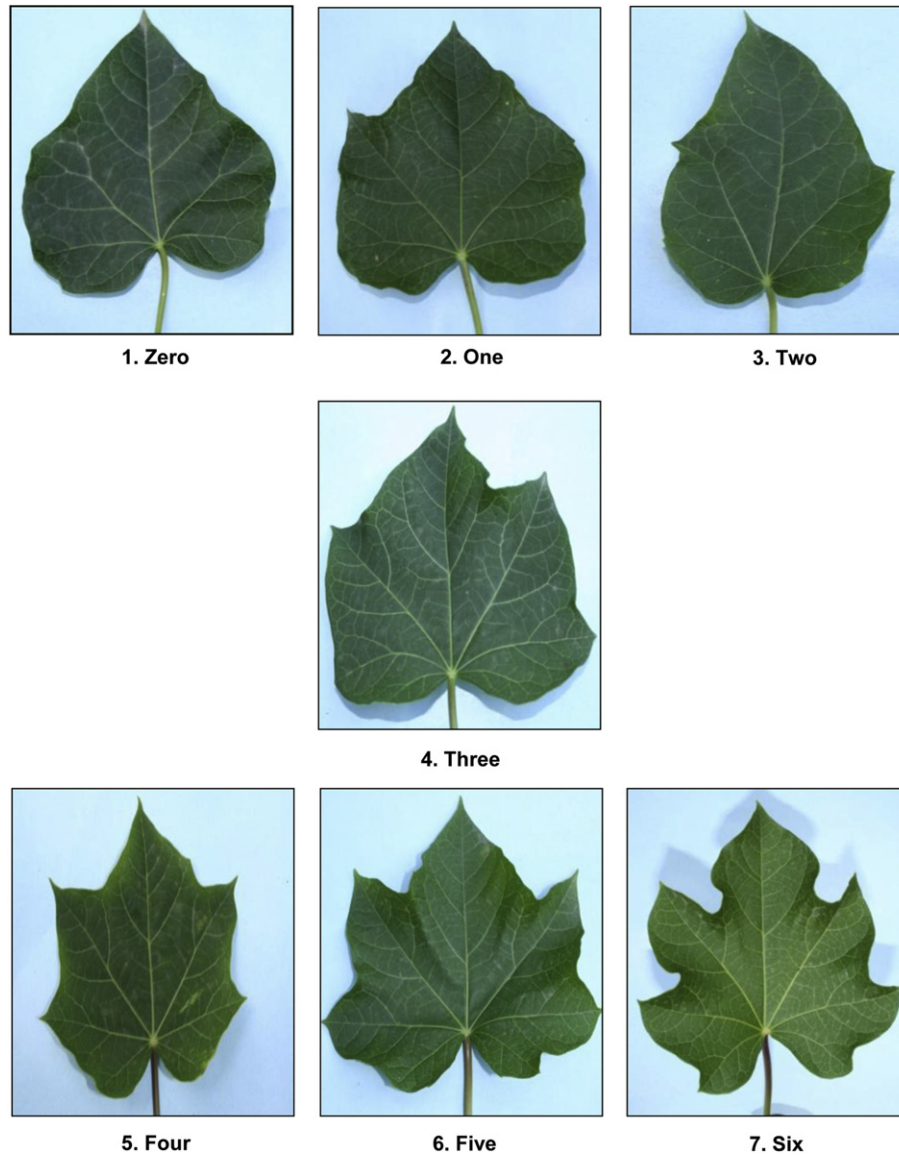 1. Zero
2. One
3. Two
4. Three
5. Four
6. Five
7. Six